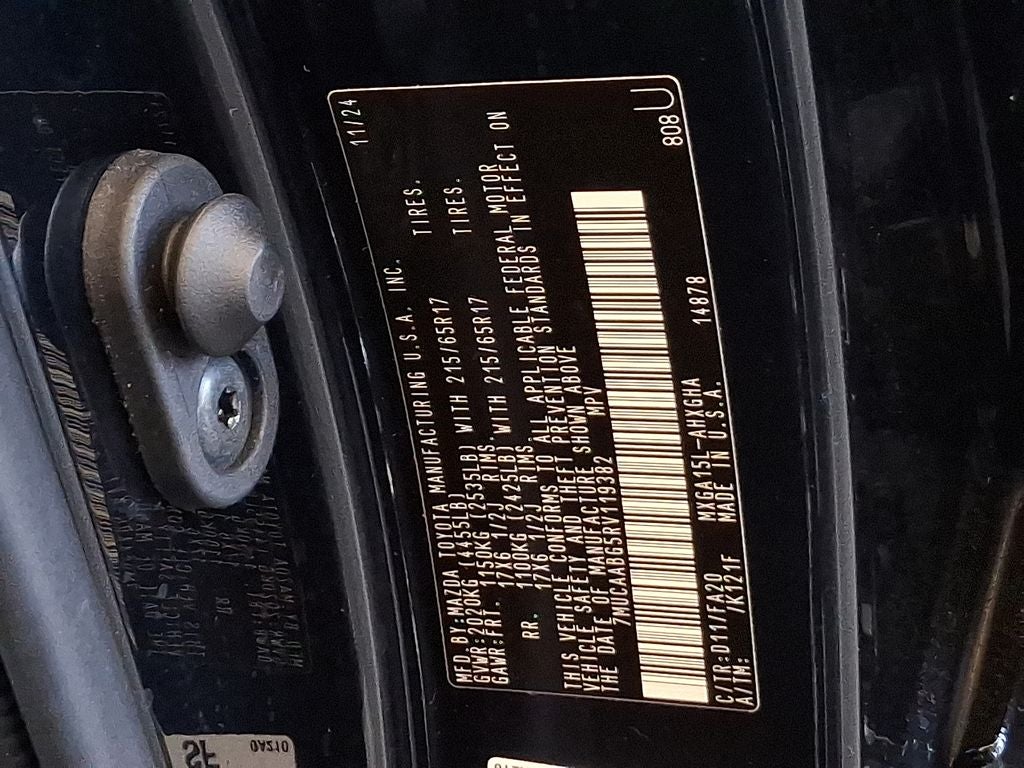 11/24
MFD.BY:MAZDA TOYOTA MANUFACTURING U.S.A. INC.
GVWR:2020KG (4455LB)
GAWR:FRT. 1150KG (2535LB) WITH 215/65R17 TIRES.
17X6 1/2J RIMS.
RR. 1100KG (2425LB) WITH 215/65R17 TIRES.
17X6 1/2J RIMS.
THIS VEHICLE CONFORMS TO ALL APPLICABLE FEDERAL MOTOR
VEHICLE SAFETY AND THEFT PREVENTION STANDARDS IN EFFECT ON
THE DATE OF MANUFACTURE SHOWN ABOVE
7MUCAABG5RV119382 MPV
C/TR:D111/FA20 MXGA15L-AHXGHA 14878
A/TM: /K121F MADE IN U.S.A.
808 U
SF
0A210